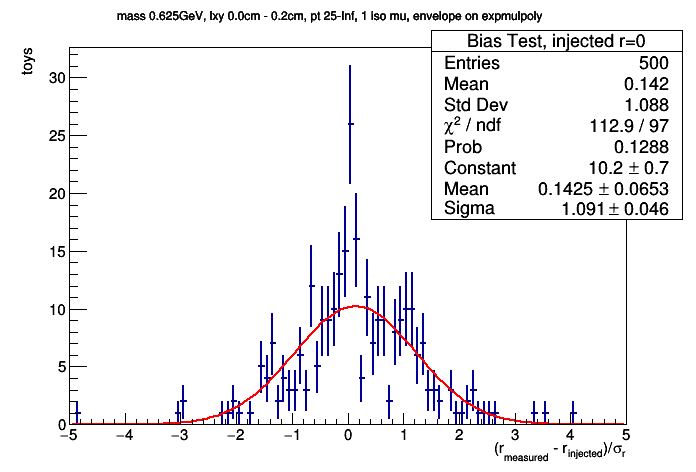 mass 0.625GeV, lxy 0.0cm - 0.2cm, pt 25-Inf, 1 iso mu, envelope on expmulpoly
Bias Test, injected r=0
Entries 500
Mean 0.142
Std Dev 1.088
χ² / ndf 112.9 / 97
Prob 0.1288
Constant 10.2 ± 0.7
Mean 0.1425 ± 0.0653
Sigma 1.091 ± 0.046
toys
30
25
20
15
10
5
0
−5 −4 −3 −2 −1 0 1 2 3 4 5
(r_measured - r_injected)/σ_r